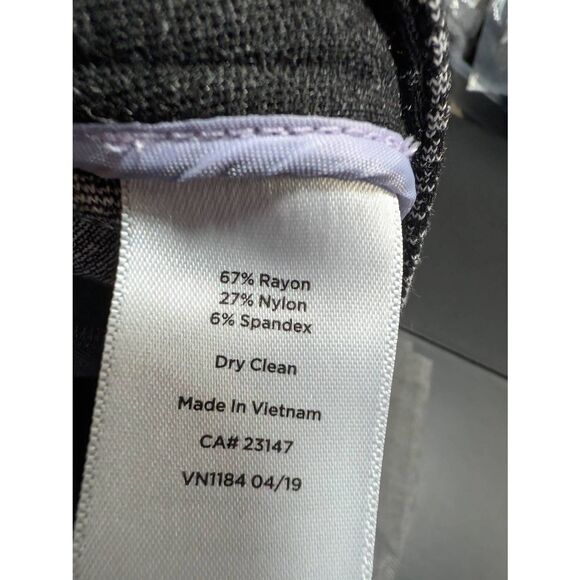 67% Rayon
27% Nylon
6% Spandex
Dry Clean
Made In Vietnam
CA# 23147
VN1184 04/19